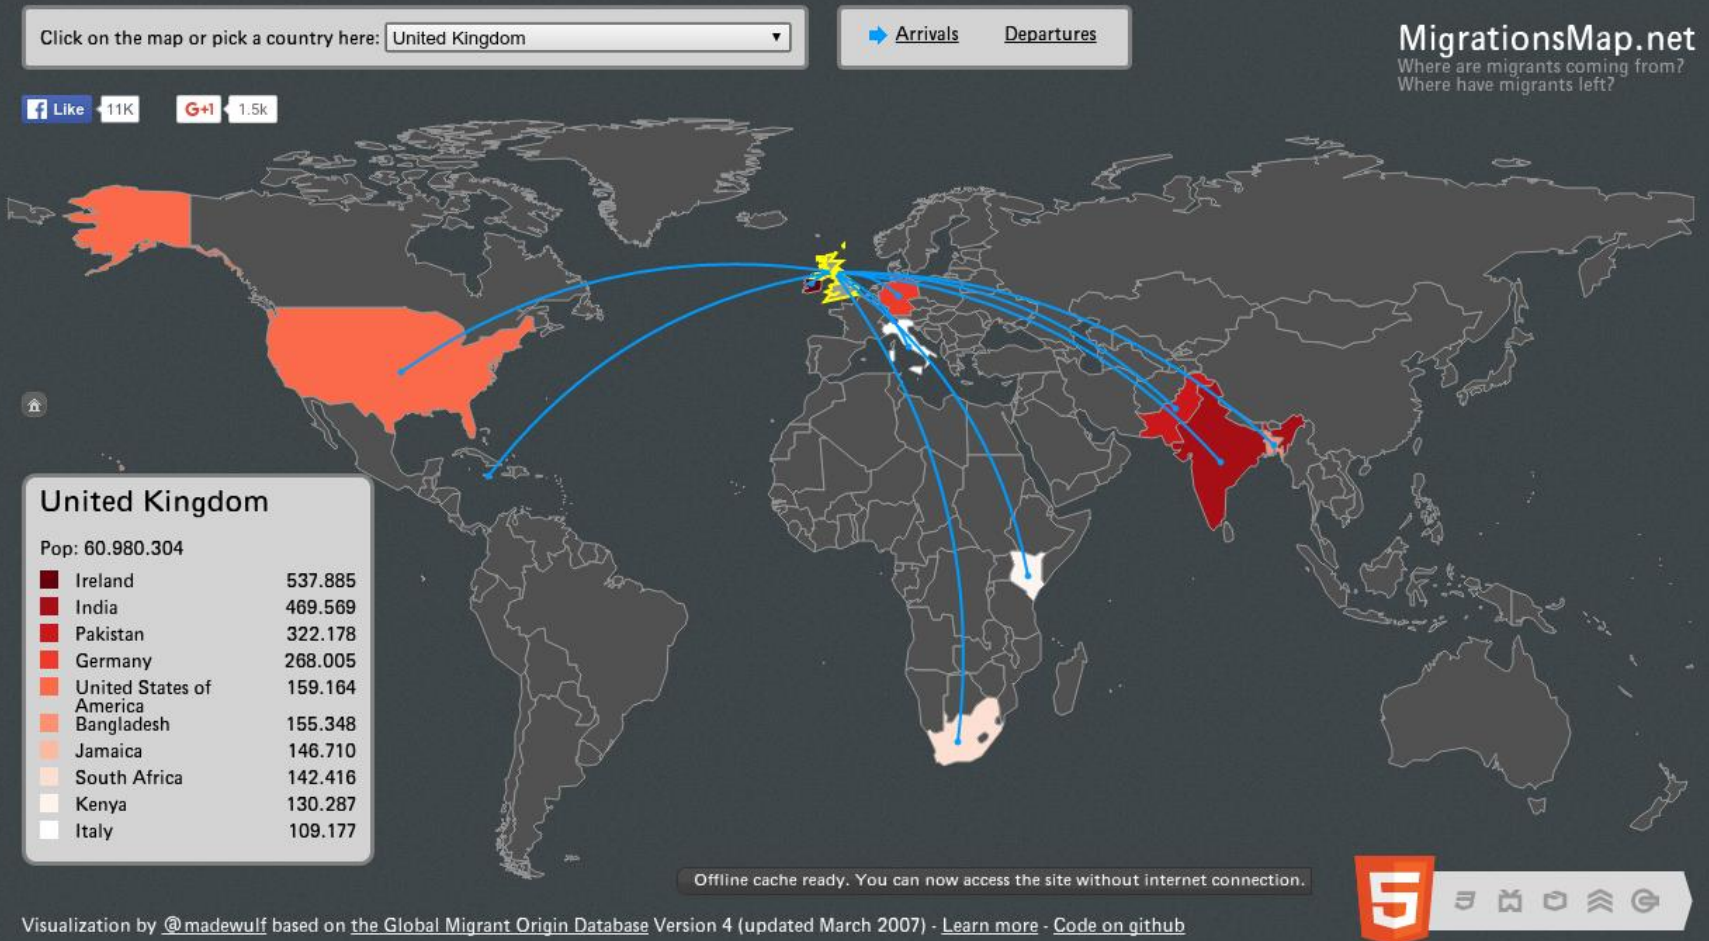 Click on the map or pick a country here: United Kingdom
Arrivals Departures
MigrationsMap.net
Where are migrants coming from?
Where have migrants left?
Like 11K G+1 1.5k
United Kingdom
Pop: 60.980.304
Ireland 537.885
India 469.569
Pakistan 322.178
Germany 268.005
United States of 159.164
America
Bangladesh 155.348
Jamaica 146.710
South Africa 142.416
Kenya 130.287
Italy 109.177
Offline cache ready. You can now access the site without internet connection.
5
Visualization by @madewulf based on the Global Migrant Origin Database Version 4 (updated March 2007) - Learn more - Code on github